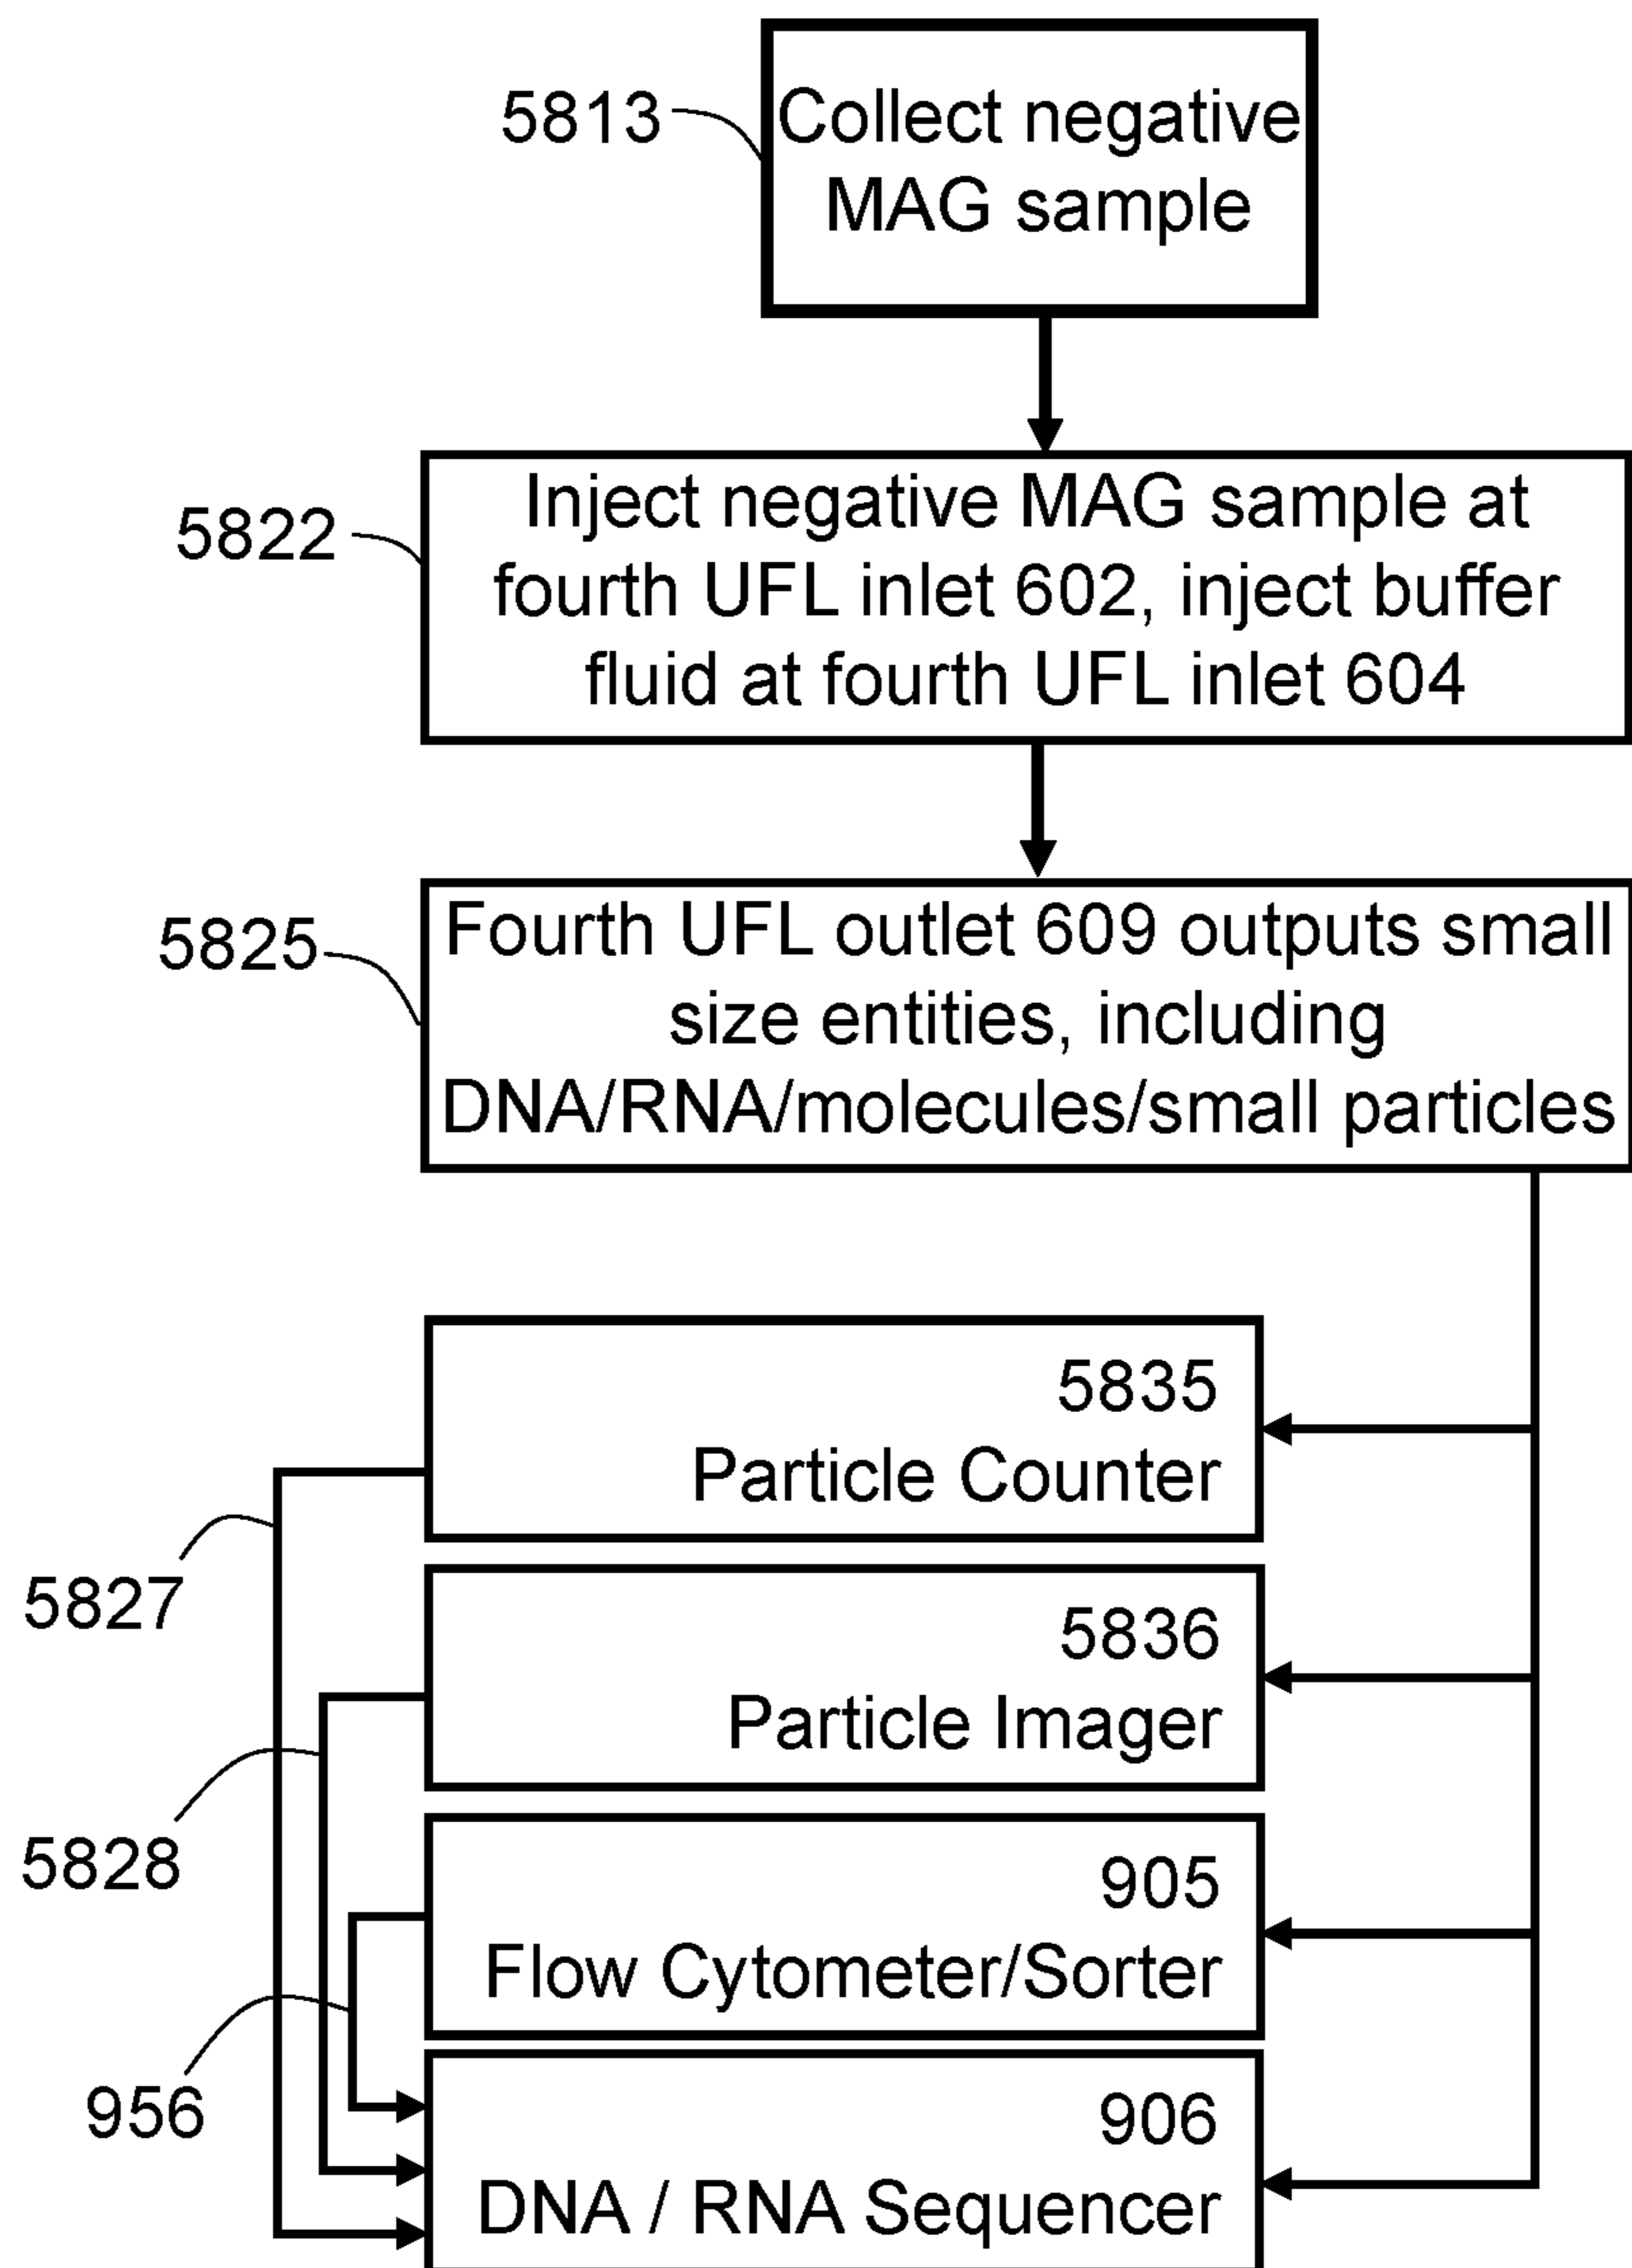 5813
Collect negative
MAG sample
5822
Inject negative MAG sample at
fourth UFL inlet 602, inject buffer
fluid at fourth UFL inlet 604
5825
Fourth UFL outlet 609 outputs small
size entities, including
DNA/RNA/molecules/small particles
5835
Particle Counter
5827
5836
Particle Imager
5828
905
Flow Cytometer/Sorter
956
906
DNA / RNA Sequencer